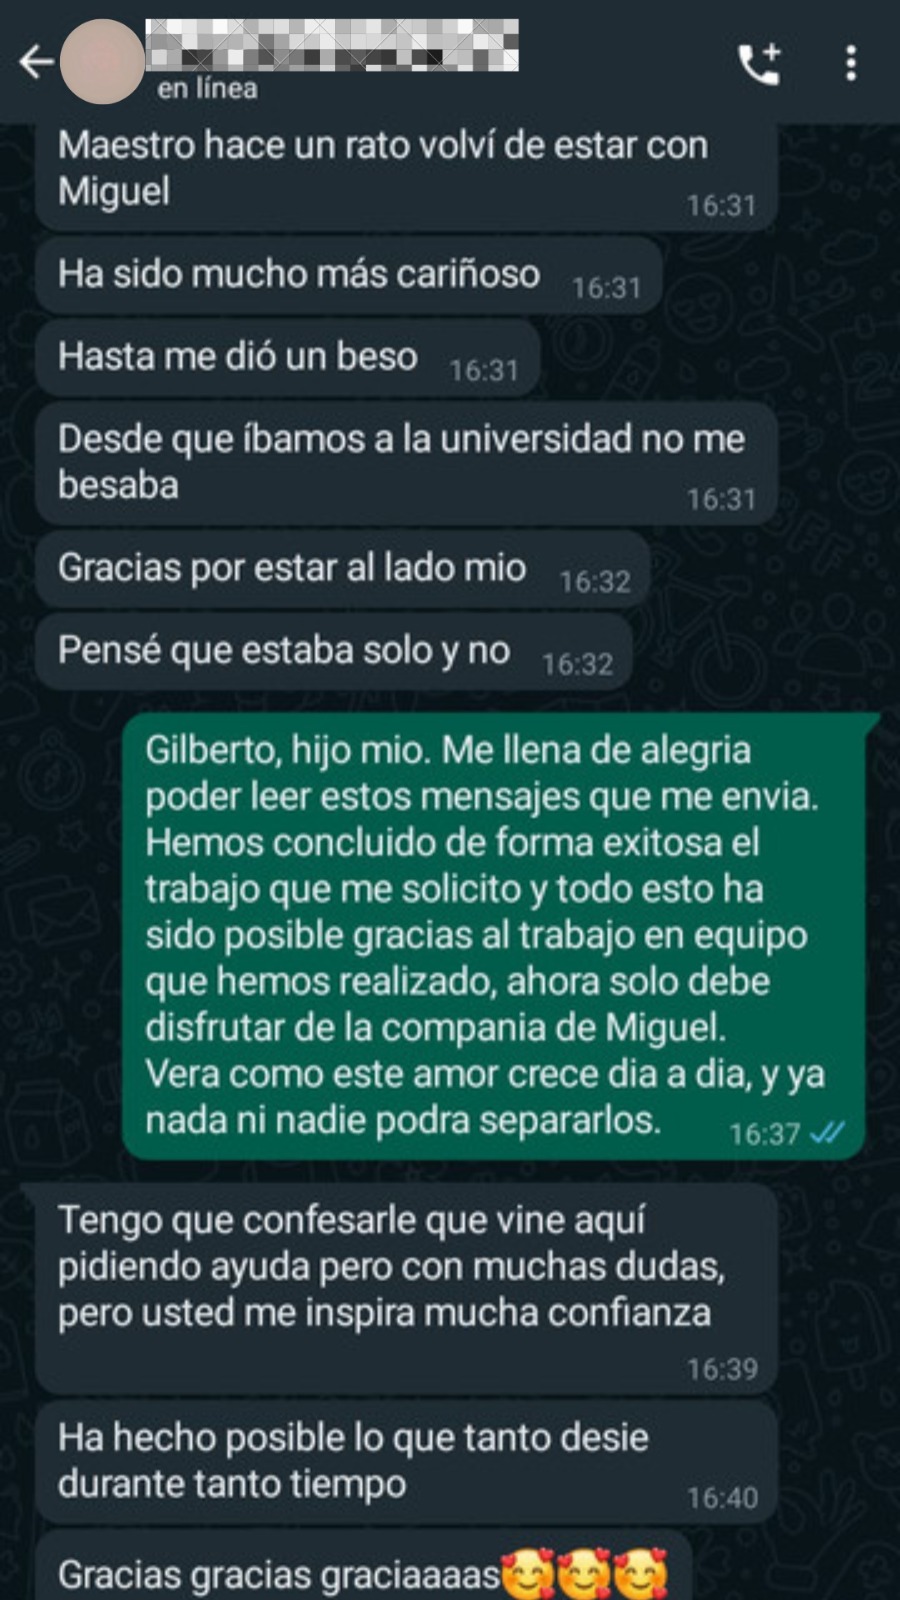 en línea
Maestro hace un rato volví de estar con
Miguel
16:31
Ha sido mucho más cariñoso 16:31
Hasta me dió un beso 16:31
Desde que íbamos a la universidad no me
besaba
16:31
Gracias por estar al lado mio 16:32
Pensé que estaba solo y no 16:32
Gilberto, hijo mio. Me llena de alegria
poder leer estos mensajes que me envia.
Hemos concluido de forma exitosa el
trabajo que me solicito y todo esto ha
sido posible gracias al trabajo en equipo
que hemos realizado, ahora solo debe
disfrutar de la compania de Miguel.
Vera como este amor crece dia a dia, y ya
nada ni nadie podra separarlos. 16:37
Tengo que confesarle que vine aquí
pidiendo ayuda pero con muchas dudas,
pero usted me inspira mucha confianza
16:39
Ha hecho posible lo que tanto desie
durante tanto tiempo
16:40
Gracias gracias graciaaaas🥰🥰🥰